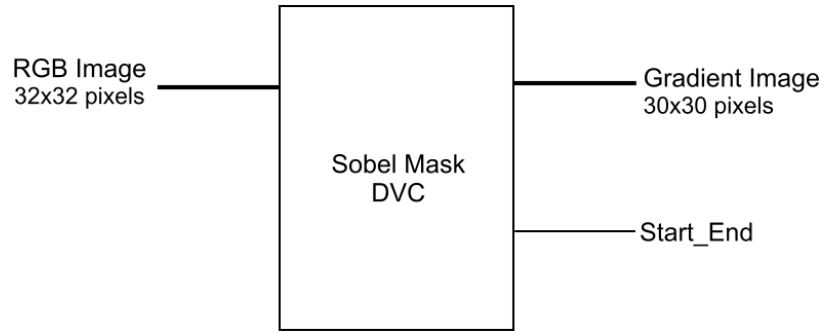 RGB Image
32x32 pixels
Sobel Mask
DVC
Gradient Image
30x30 pixels
Start_End